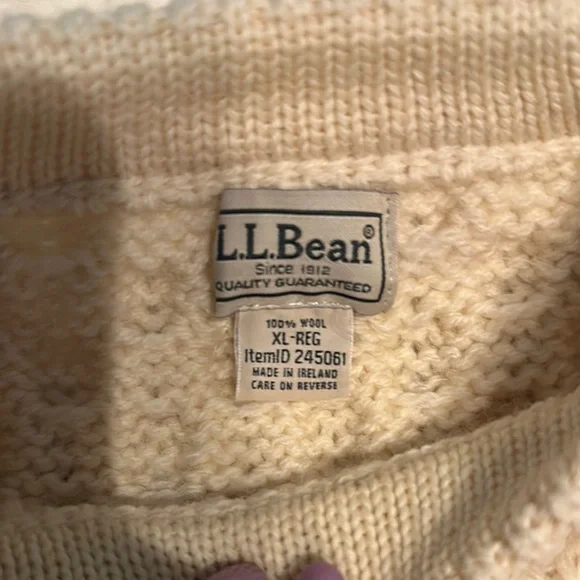 L.L.Bean®
Since 1912
QUALITY GUARANTEED
100% WOOL
XL-REG
ItemID 245061
MADE IN IRELAND
CARE ON REVERSE